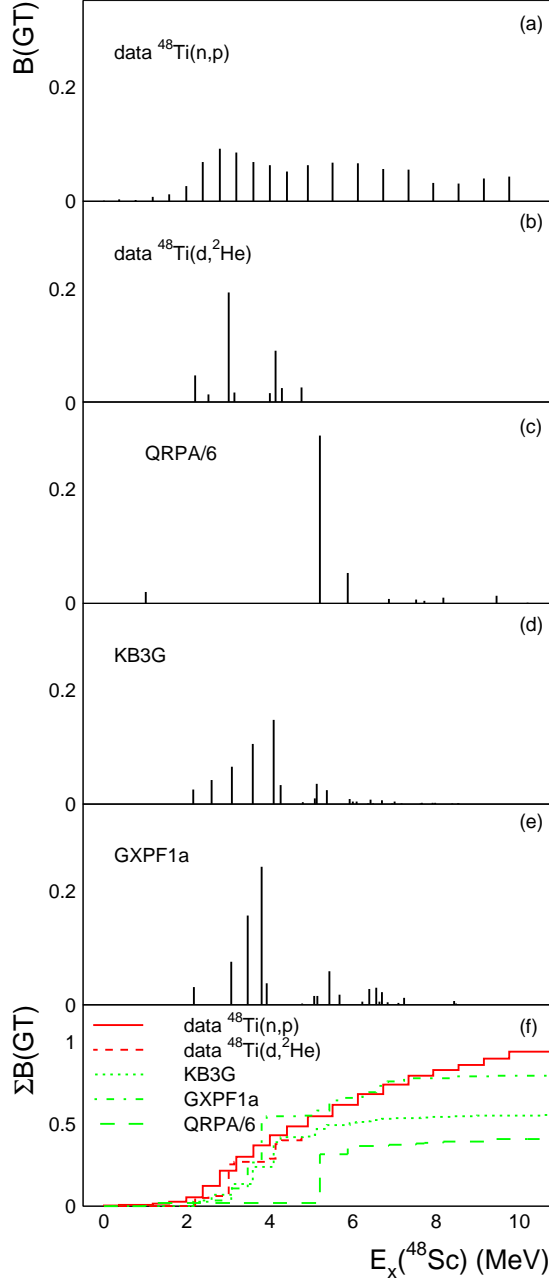 B(GT)
(a)
data ⁴⁸Ti(n,p)
0.2
0
(b)
data ⁴⁸Ti(d,²He)
0.2
0
(c)
QRPA/6
0.2
0
(d)
KB3G
0.2
0
(e)
GXPF1a
0.2
0
ΣB(GT)
(f)
1
0.5
0
data ⁴⁸Ti(n,p)
data ⁴⁸Ti(d,²He)
KB3G
GXPF1a
QRPA/6
0 2 4 6 8 10
Eₓ(⁴⁸Sc) (MeV)